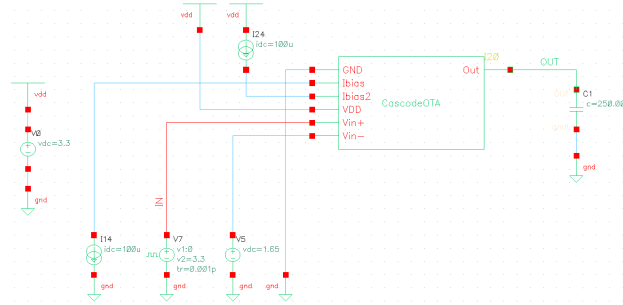 vdd
vdd
I24
idc=100u
vdd
V0
vdc=3.3
gnd
GND
Ibias
Ibias2
VDD
Vin+
Vin-
CascodeOTA
Out
I20
OUT
C1
gnd
IN
I14
idc=100u
gnd
V7
v1:0
v2=3.3
tr=0.001p
gnd
V5
vdc=1.65
gnd
gnd